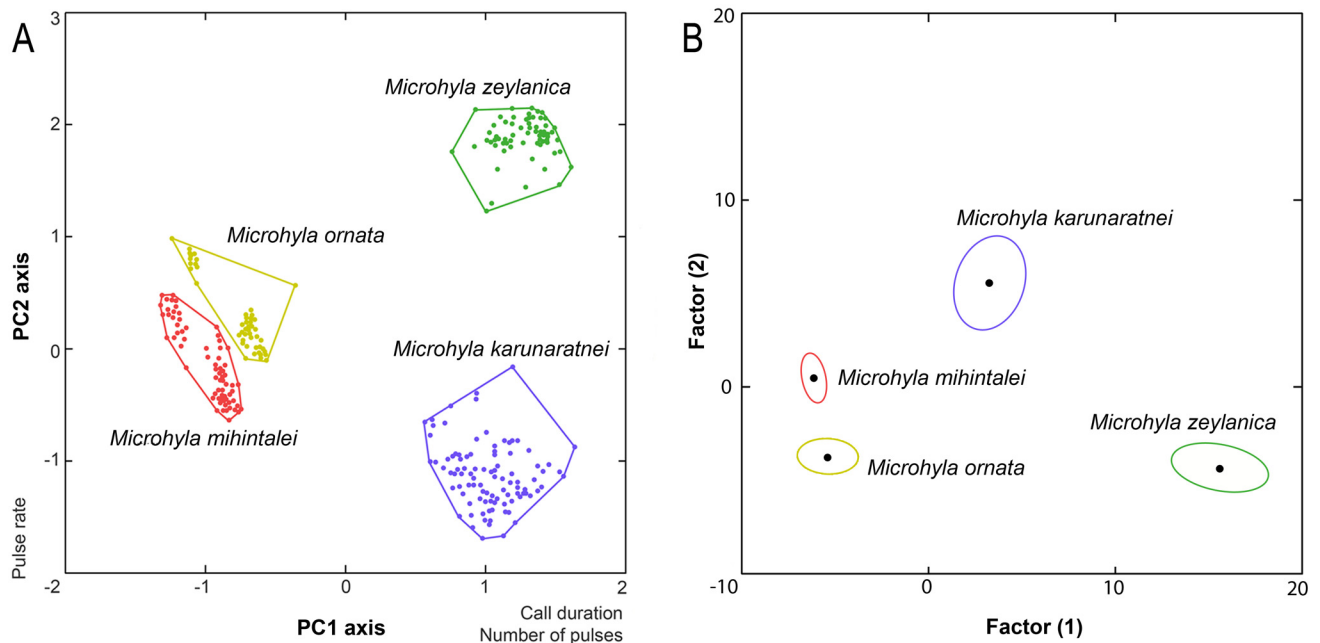 A
3
2
1
0
-1
-2
-1
0
1
2
PC2 axis
Pulse rate
PC1 axis
Call duration
Number of pulses
Microhyla zeylanica
Microhyla ornata
Microhyla karunaratnei
Microhyla mihintalei
B
20
10
0
-10
0
10
20
Factor (2)
Factor (1)
Microhyla karunaratnei
Microhyla mihintalei
Microhyla zeylanica
Microhyla ornata